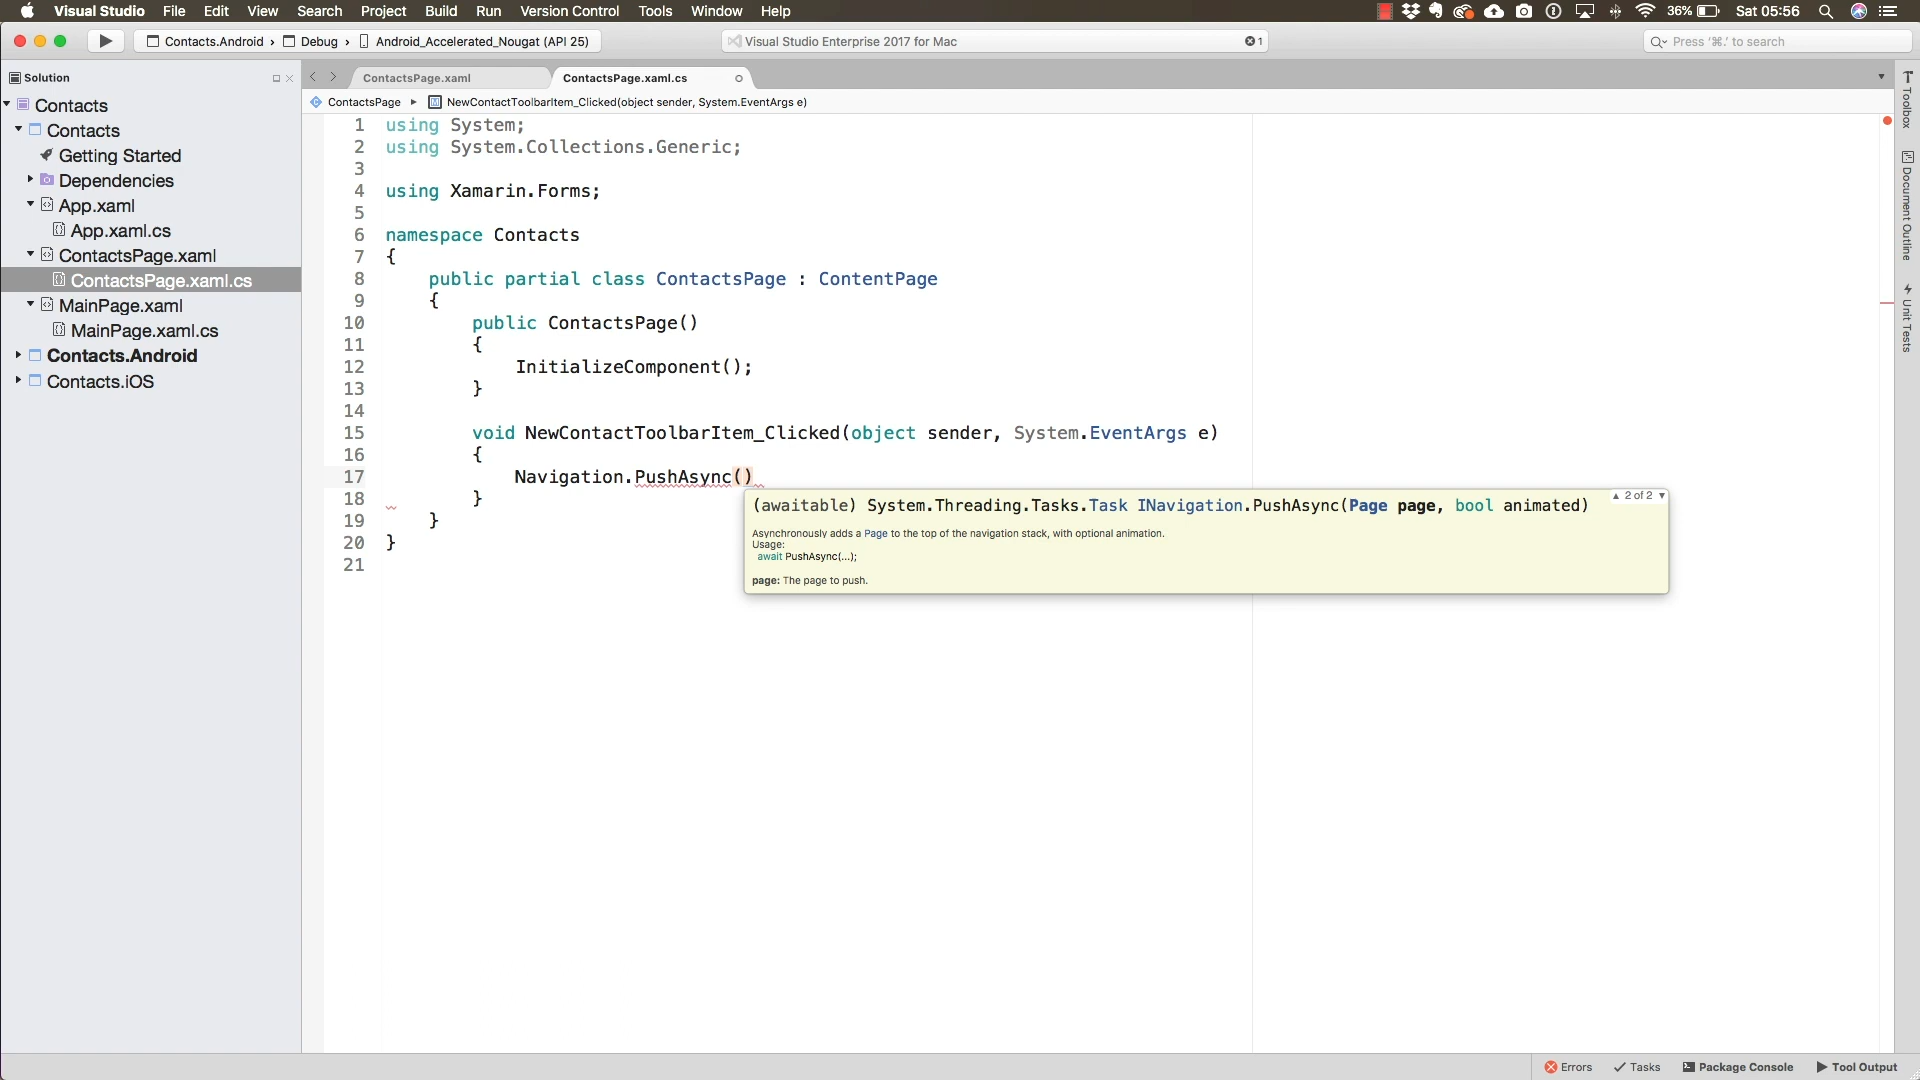 Visual Studio File Edit View Search Project Build Run Version Control Tools Window Help 36% Sat 05:56
Contacts.Android › Debug › Android_Accelerated_Nougat (API 25) Visual Studio Enterprise 2017 for Mac 1 Press '⌘.' to search
Solution
ContactsPage.xaml ContactsPage.xaml.cs
ContactsPage NewContactToolbarItem_Clicked(object sender, System.EventArgs e)
Contacts
Contacts
Getting Started
Dependencies
App.xaml
App.xaml.cs
ContactsPage.xaml
ContactsPage.xaml.cs
MainPage.xaml
MainPage.xaml.cs
Contacts.Android
Contacts.iOS
1 using System;
2 using System.Collections.Generic;
3
4 using Xamarin.Forms;
5
6 namespace Contacts
7 {
8 public partial class ContactsPage : ContentPage
9 {
10 public ContactsPage()
11 {
12 InitializeComponent();
13 }
14
15 void NewContactToolbarItem_Clicked(object sender, System.EventArgs e)
16 {
17 Navigation.PushAsync()
18 }
19 }
20 }
21
2 of 2
(awaitable) System.Threading.Tasks.Task INavigation.PushAsync(Page page, bool animated)
Asynchronously adds a Page to the top of the navigation stack, with optional animation.
Usage:
await PushAsync(...);
page: The page to push.
Toolbox
Document Outline
Unit Tests
Errors Tasks Package Console Tool Output